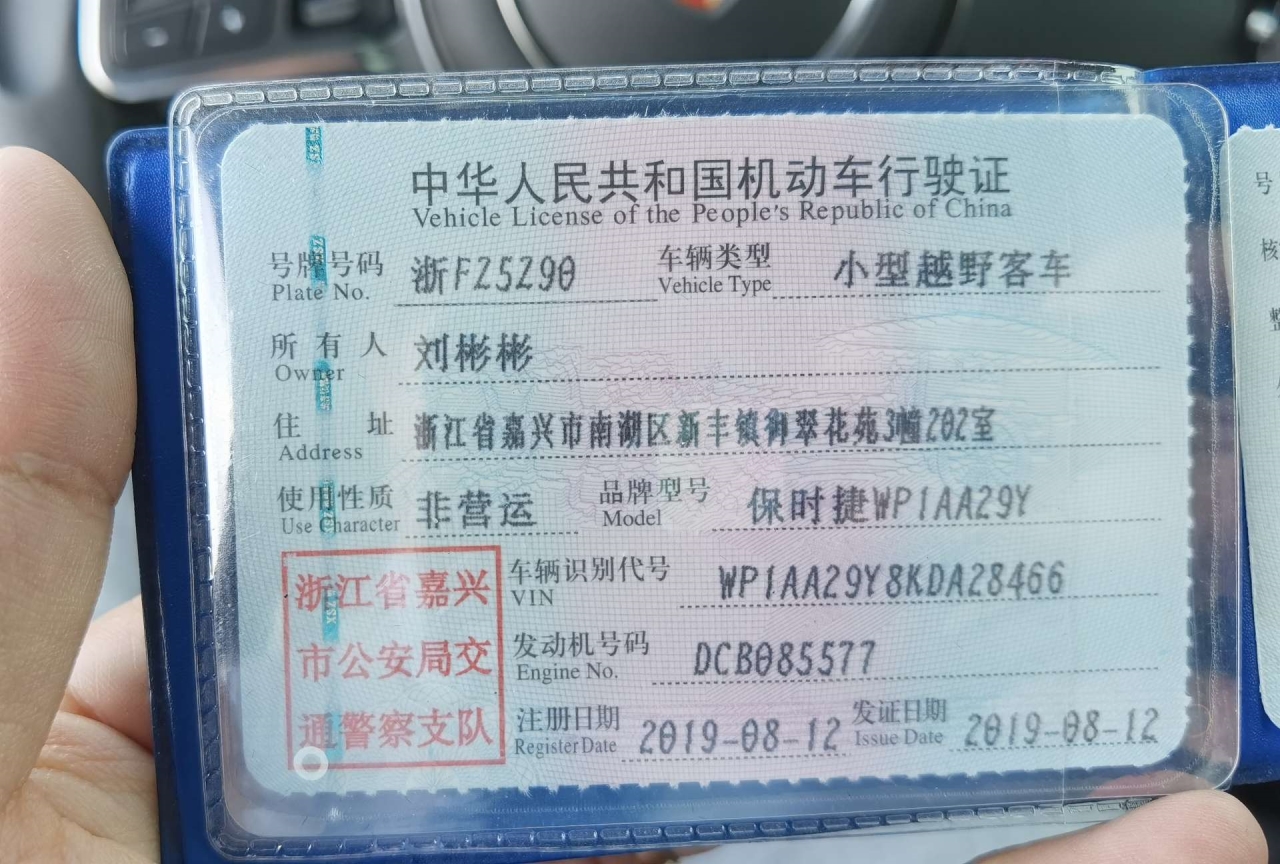 中华人民共和国机动车行驶证
Vehicle License of the People's Republic of China
号牌号码 浙FZ5Z90 车辆类型 小型越野客车
Plate No. Vehicle Type
所有人 刘彬彬
Owner
住址 浙江省嘉兴市南湖区新丰镇御翠花苑3幢202室
Address
使用性质 非营运 品牌型号 保时捷WP1AA29Y
Use Character Model
浙江省嘉兴
市公安局交
通警察支队
车辆识别代号 WP1AA29Y8KDA28466
VIN
发动机号码 DCB085577
Engine No.
注册日期 2019-08-12 发证日期 2019-08-12
Register Date Issue Date
号
核
整